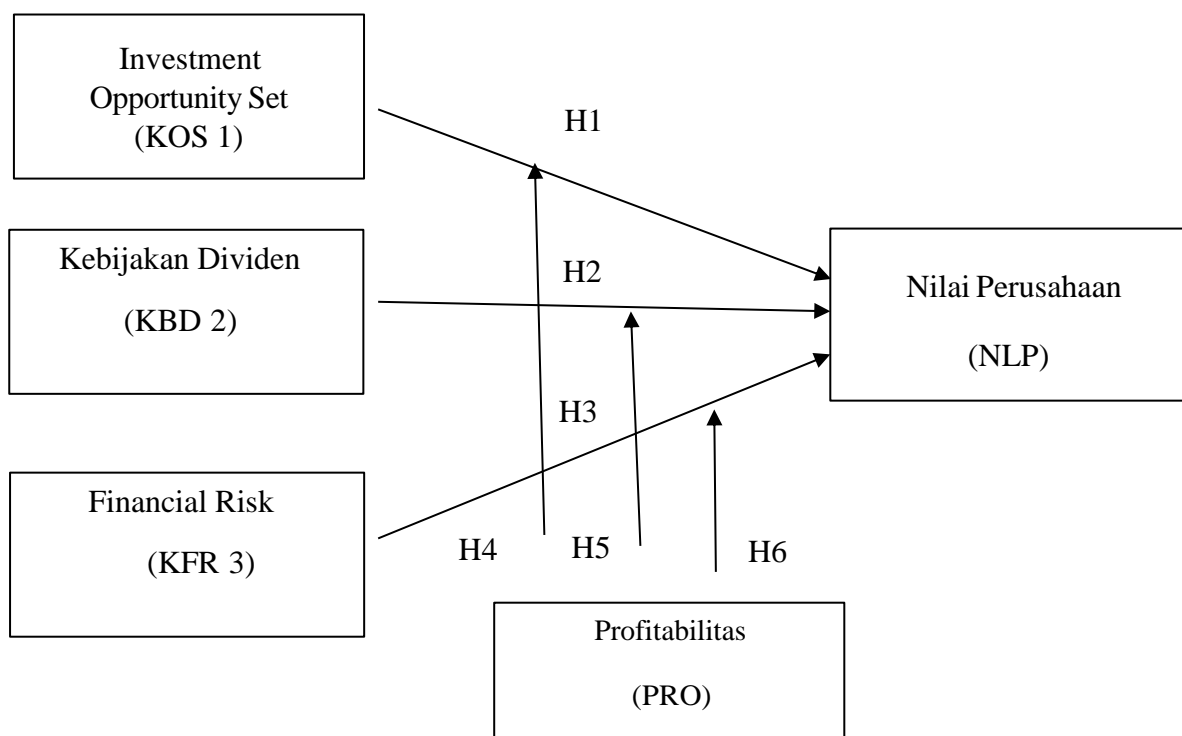 Investment
Opportunity Set
(KOS 1)
H1
Kebijakan Dividen
(KBD 2)
H2
Nilai Perusahaan
(NLP)
H3
Financial Risk
(KFR 3)
H4
H5
H6
Profitabilitas
(PRO)